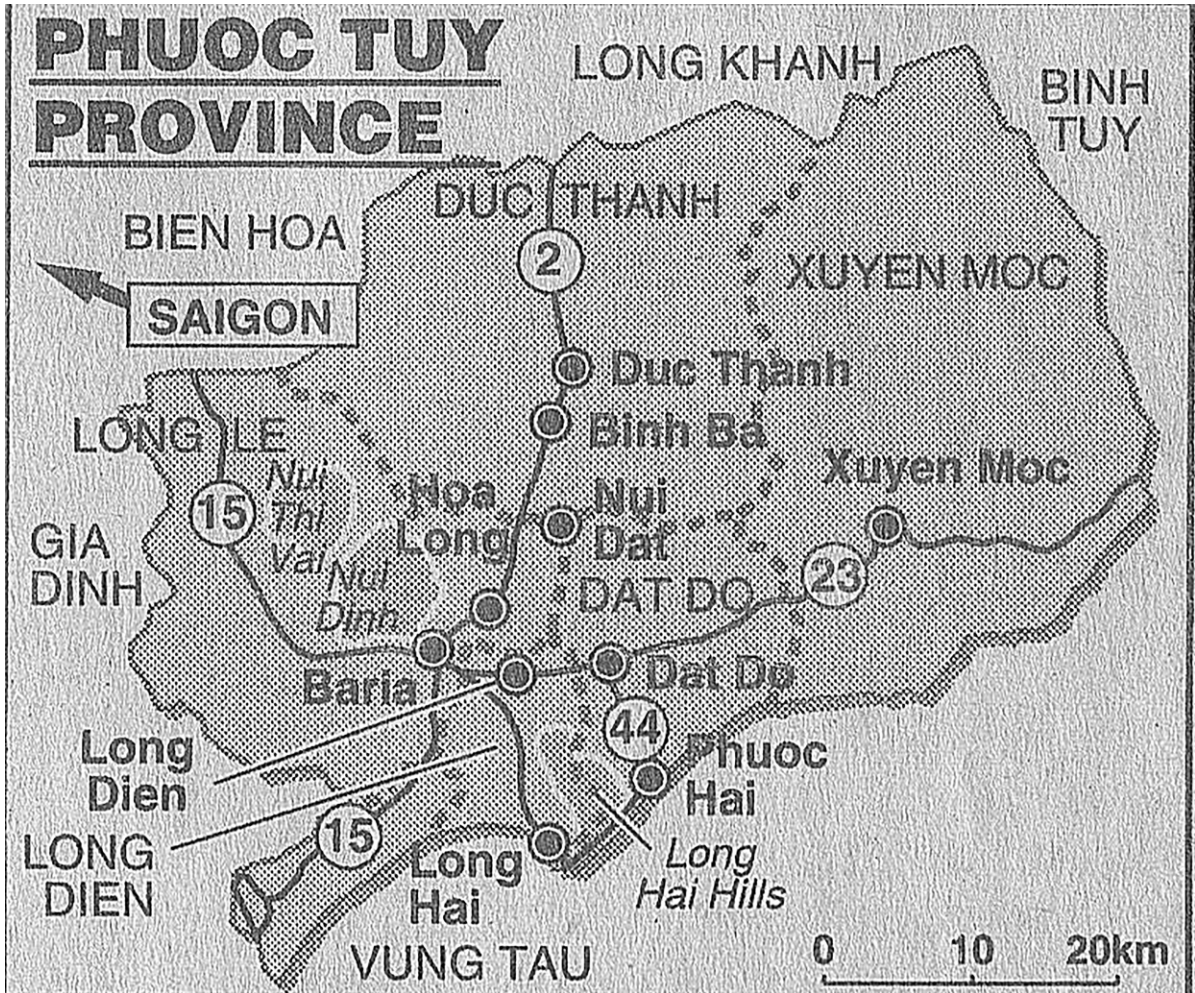 PHUOC TUY
PROVINCE
LONG KHANH
BINH
TUY
DUC THANH
BIEN HOA
2
XUYEN MOC
SAIGON
Duc Thanh
LONG LE
Binh Ba
Xuyen Moc
Nui
Thi
Vai
15
Hoa
Long
Nui
Dat
GIA
DINH
Nui
Dinh
DAT DO
23
Baria
Dat Do
Long
Dien
44
Phuoc
Hai
LONG
DIEN
15
Long
Hai
Long
Hai Hills
VUNG TAU
0 10 20km